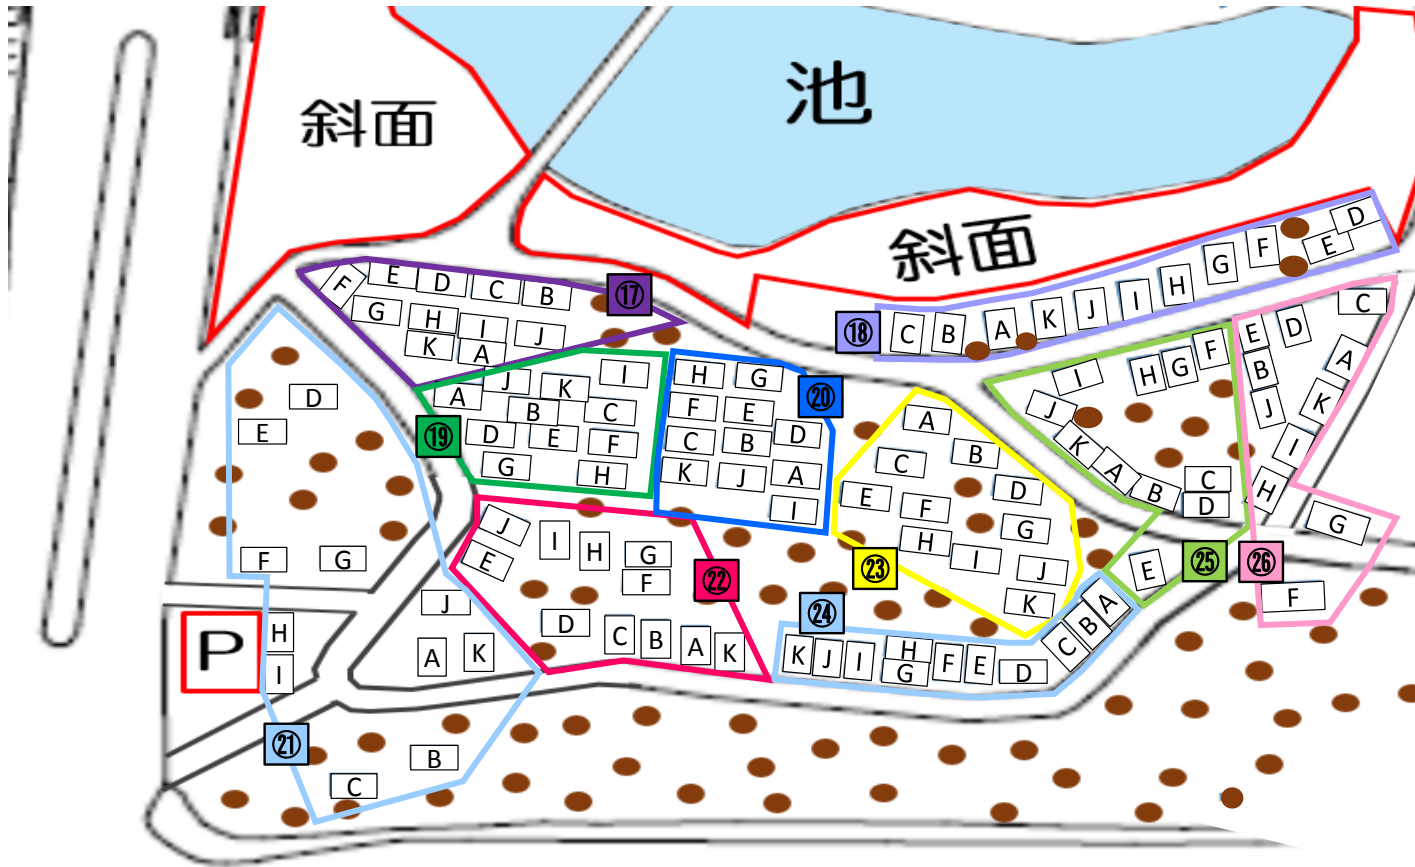 池
斜面
斜面
⑰
F E D C B
G H I J
K A
⑱
C B A K J I H G F E D
⑲
J K I
A B C
D E F
G H
⑳
H G
F E
C B D
K J A
I
㉑
D
E
F G
H
I
J
A K
B
C
P
㉒
J I H G
E F
D C B A K
㉓
A
C B
E F D
H I G
J
K
㉔
K J I H G F E D C B A
㉕
I H G F
J
K A B C
D
E
㉖
E D C
B A
J K
I
H
G
F